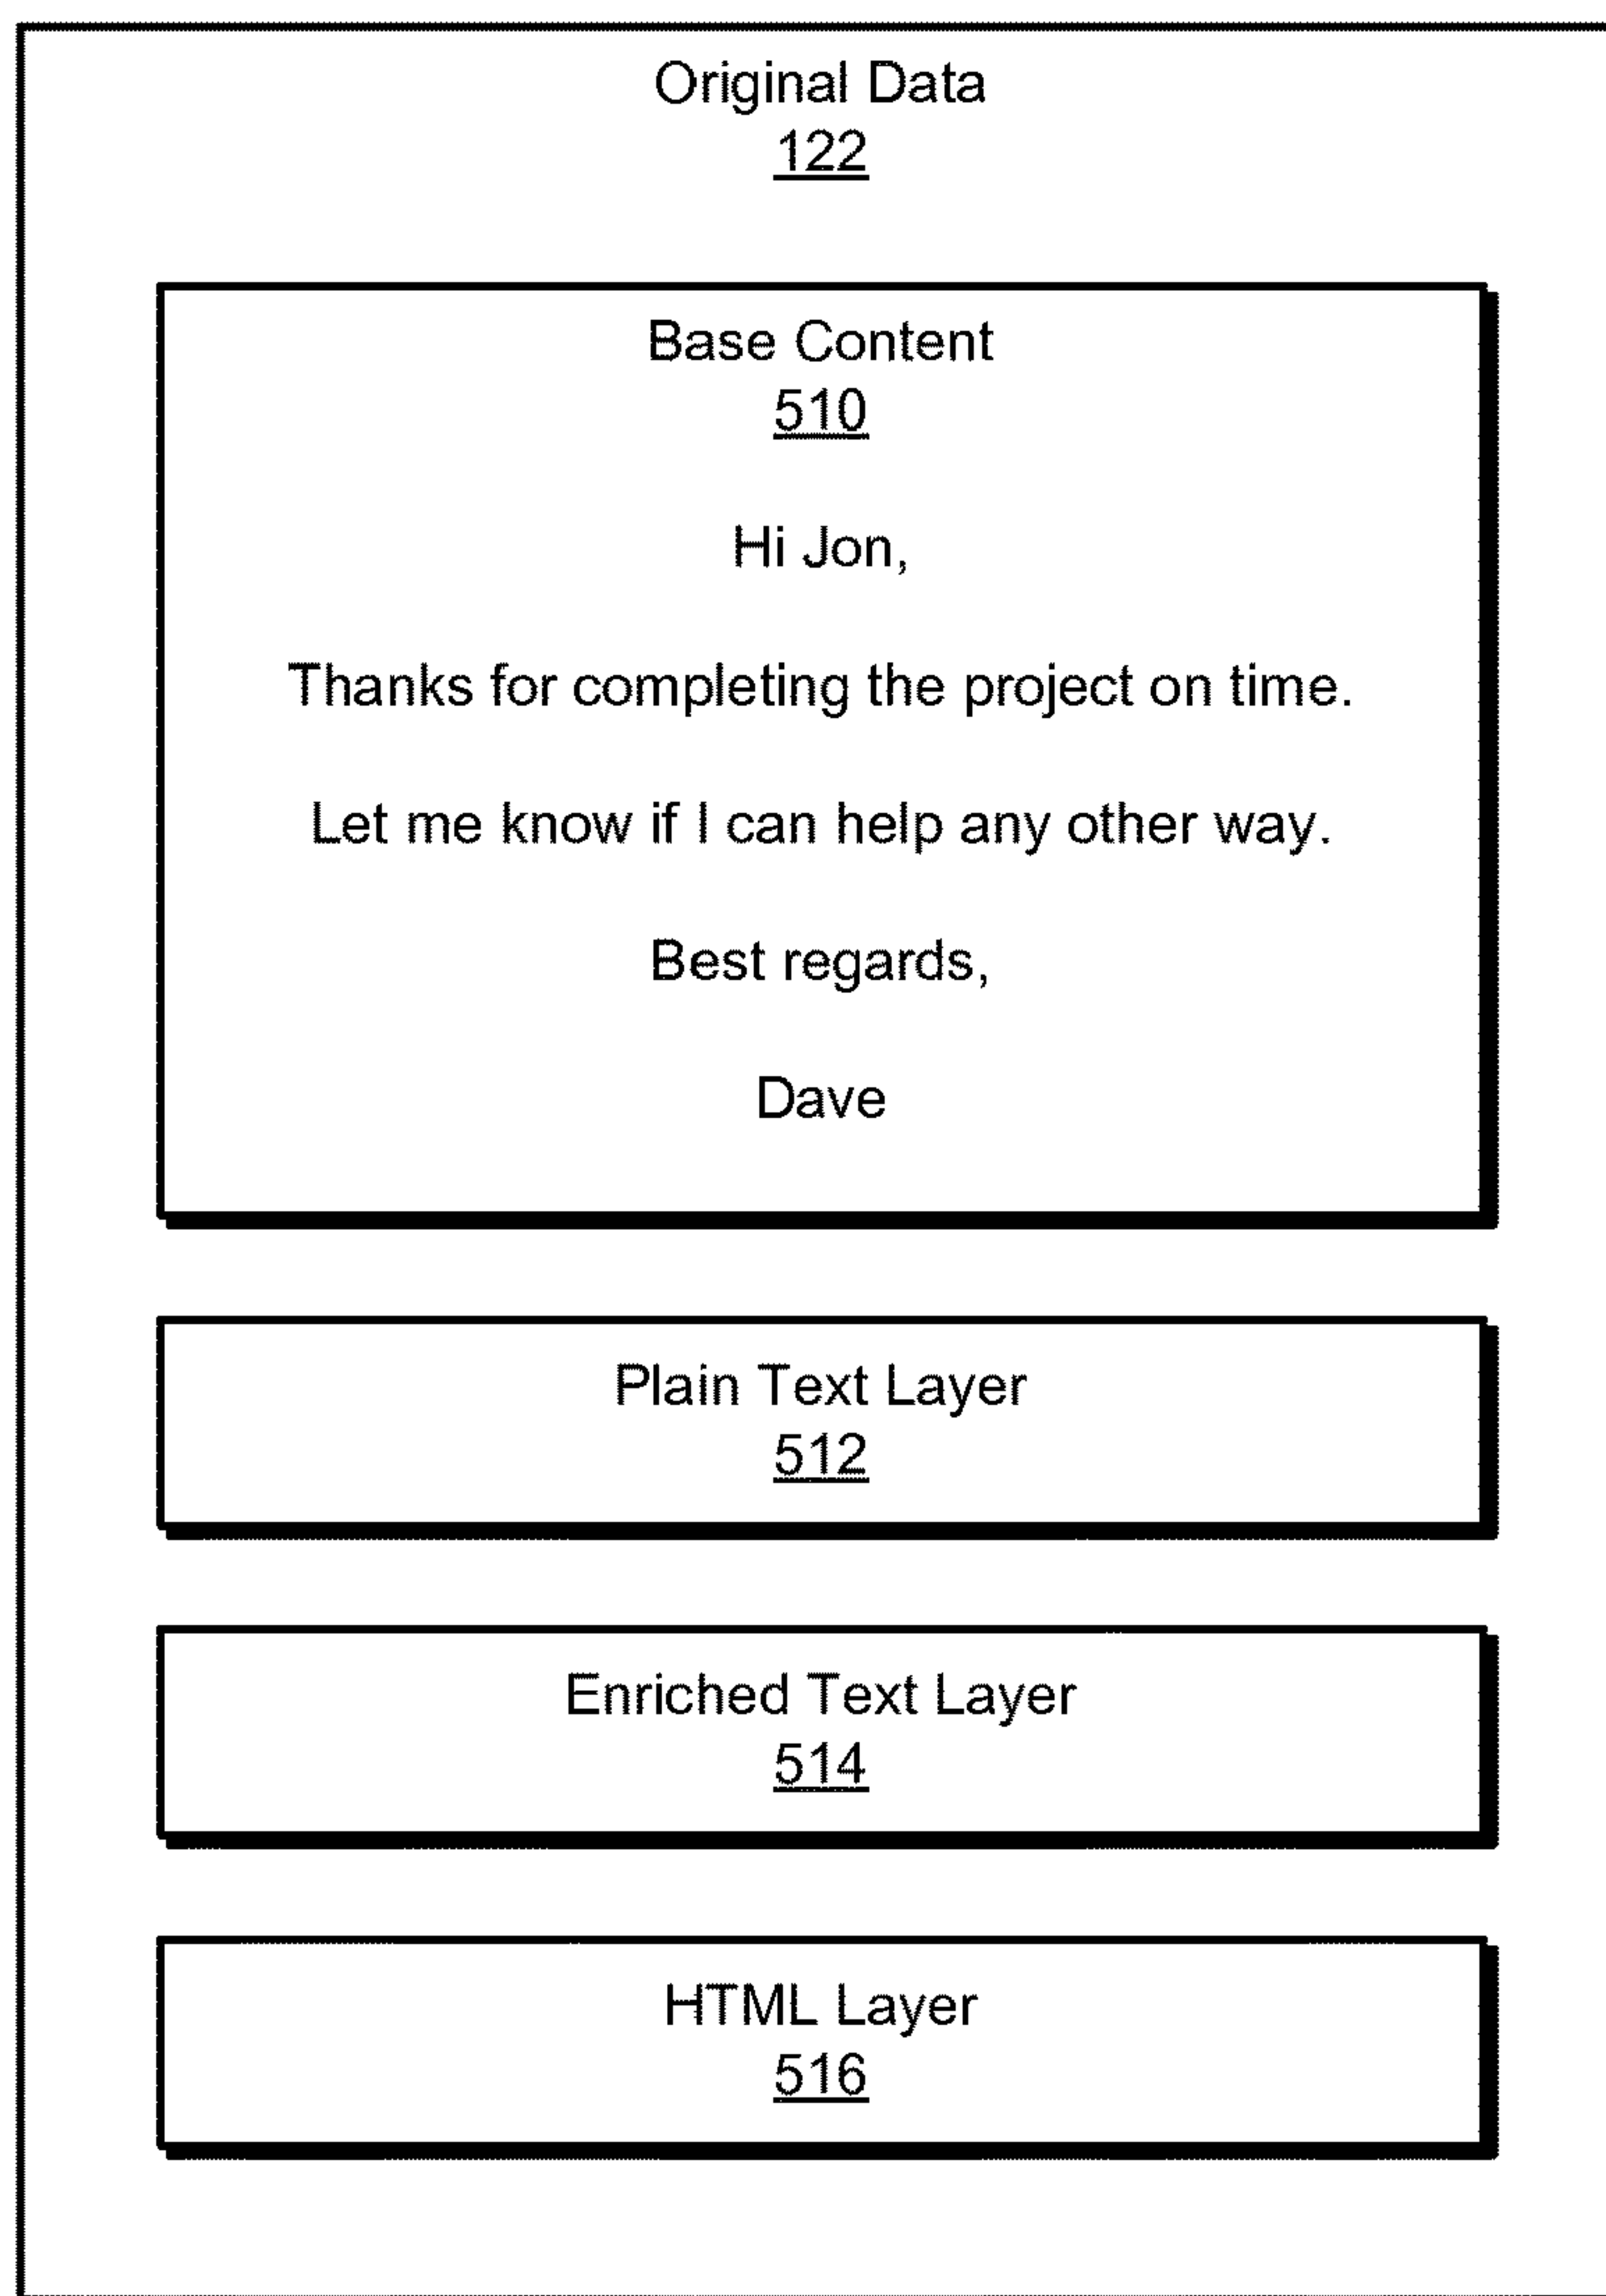 Original Data
122
Base Content
510
Hi Jon,
Thanks for completing the project on time.
Let me know if I can help any other way.
Best regards,
Dave
Plain Text Layer
512
Enriched Text Layer
514
HTML Layer
516